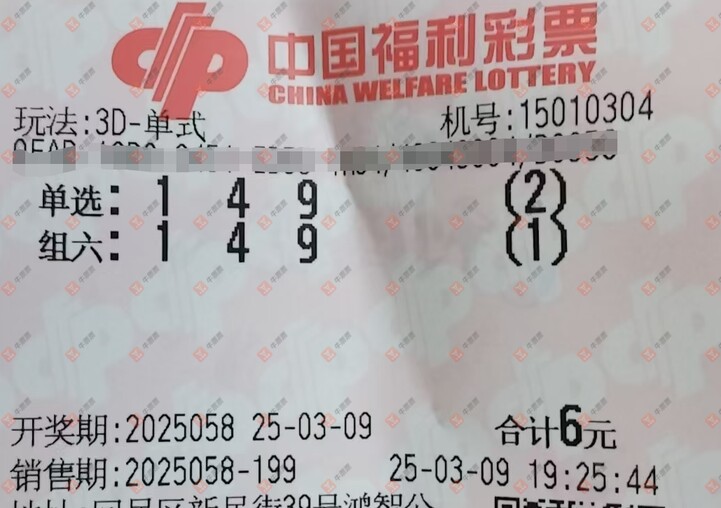 中国福利彩票
CHINA WELFARE LOTTERY
玩法:3D-单式 机号:15010304
单选: 1 4 9 (2)
组六: 1 4 9 (1)
开奖期:2025058 25-03-09 合计6元
销售期:2025058-199 25-03-09 19:25:44